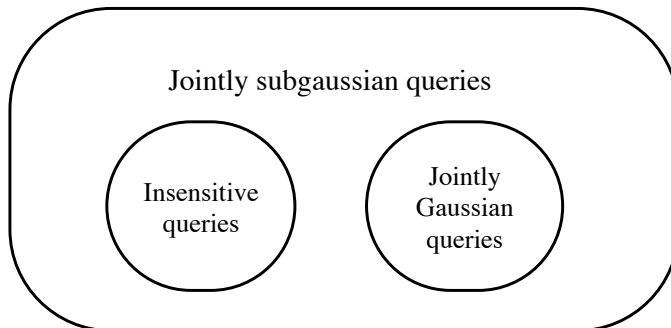 Jointly subgaussian queries
Insensitive
queries
Jointly
Gaussian
queries